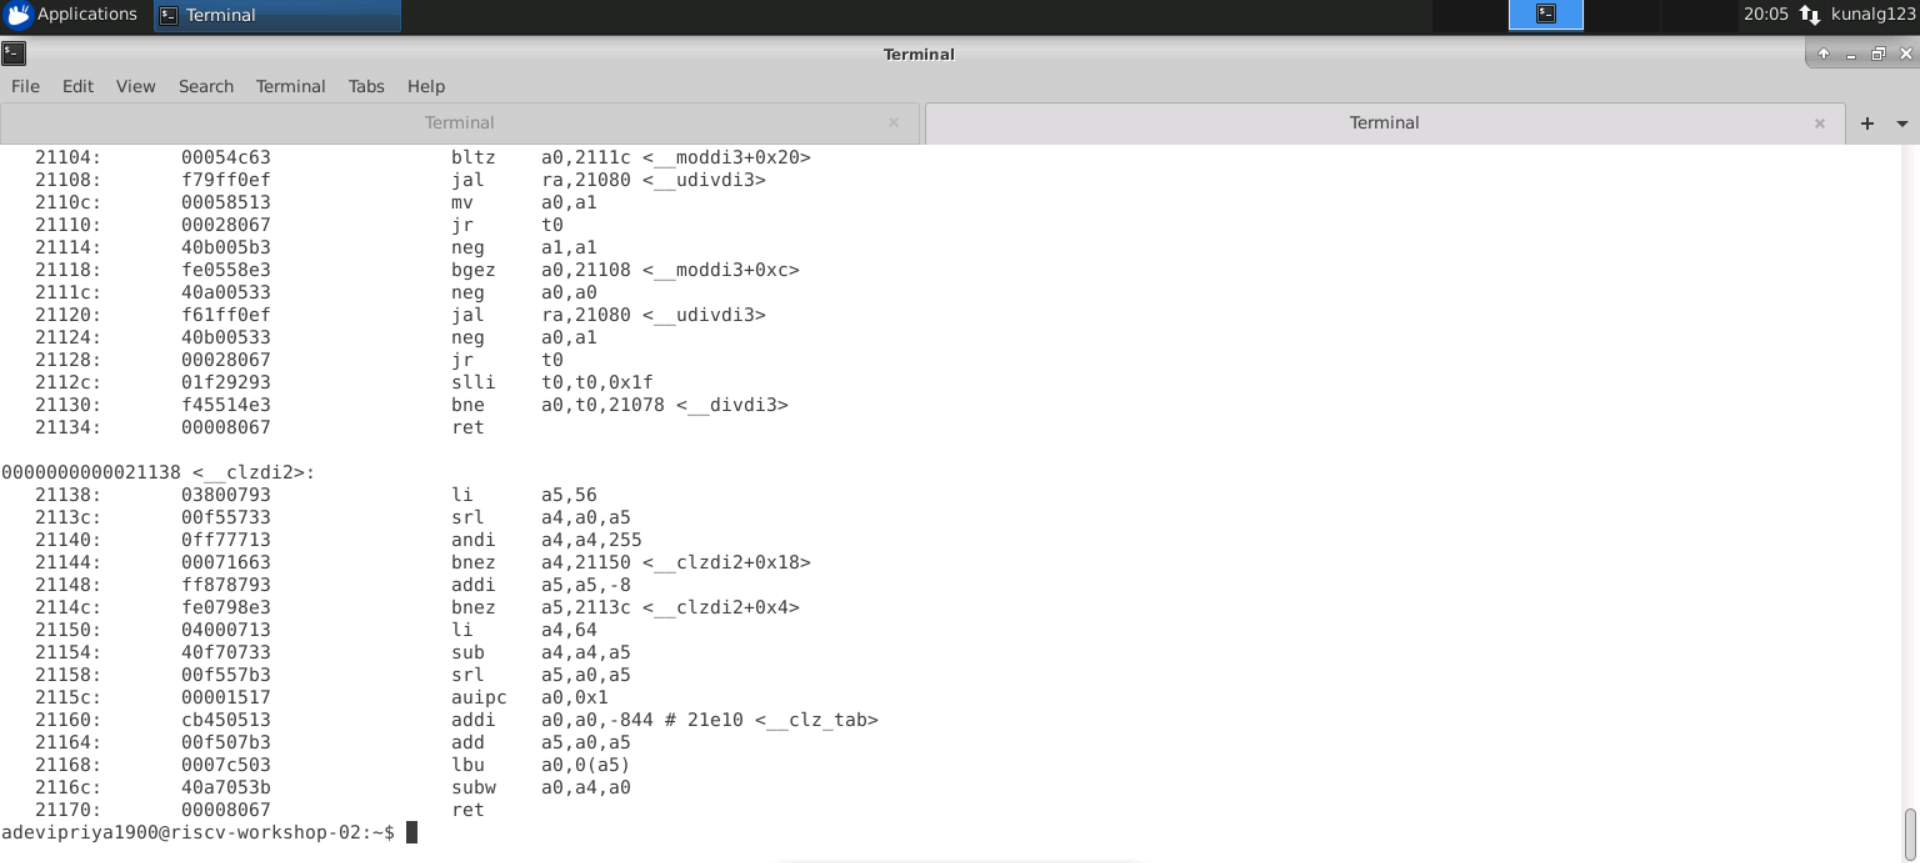 Applications Terminal 20:05 kunalg123
Terminal
File Edit View Search Terminal Tabs Help
Terminal Terminal
21104: 00054c63 bltz a0,2111c <__moddi3+0x20>
21108: f79ff0ef jal ra,21080 <__udivdi3>
2110c: 00058513 mv a0,a1
21110: 00028067 jr t0
21114: 40b005b3 neg a1,a1
21118: fe0558e3 bgez a0,21108 <__moddi3+0xc>
2111c: 40a00533 neg a0,a0
21120: f61ff0ef jal ra,21080 <__udivdi3>
21124: 40b00533 neg a0,a1
21128: 00028067 jr t0
2112c: 01f29293 slli t0,t0,0x1f
21130: f45514e3 bne a0,t0,21078 <__divdi3>
21134: 00008067 ret
0000000000021138 <__clzdi2>:
21138: 03800793 li a5,56
2113c: 00f55733 srl a4,a0,a5
21140: 0ff77713 andi a4,a4,255
21144: 00071663 bnez a4,21150 <__clzdi2+0x18>
21148: ff878793 addi a5,a5,-8
2114c: fe0798e3 bnez a5,2113c <__clzdi2+0x4>
21150: 04000713 li a4,64
21154: 40f70733 sub a4,a4,a5
21158: 00f557b3 srl a5,a0,a5
2115c: 00001517 auipc a0,0x1
21160: cb450513 addi a0,a0,-844 # 21e10 <__clz_tab>
21164: 00f507b3 add a5,a0,a5
21168: 0007c503 lbu a0,0(a5)
2116c: 40a7053b subw a0,a4,a0
21170: 00008067 ret
adevipriya1900@riscv-workshop-02:~$